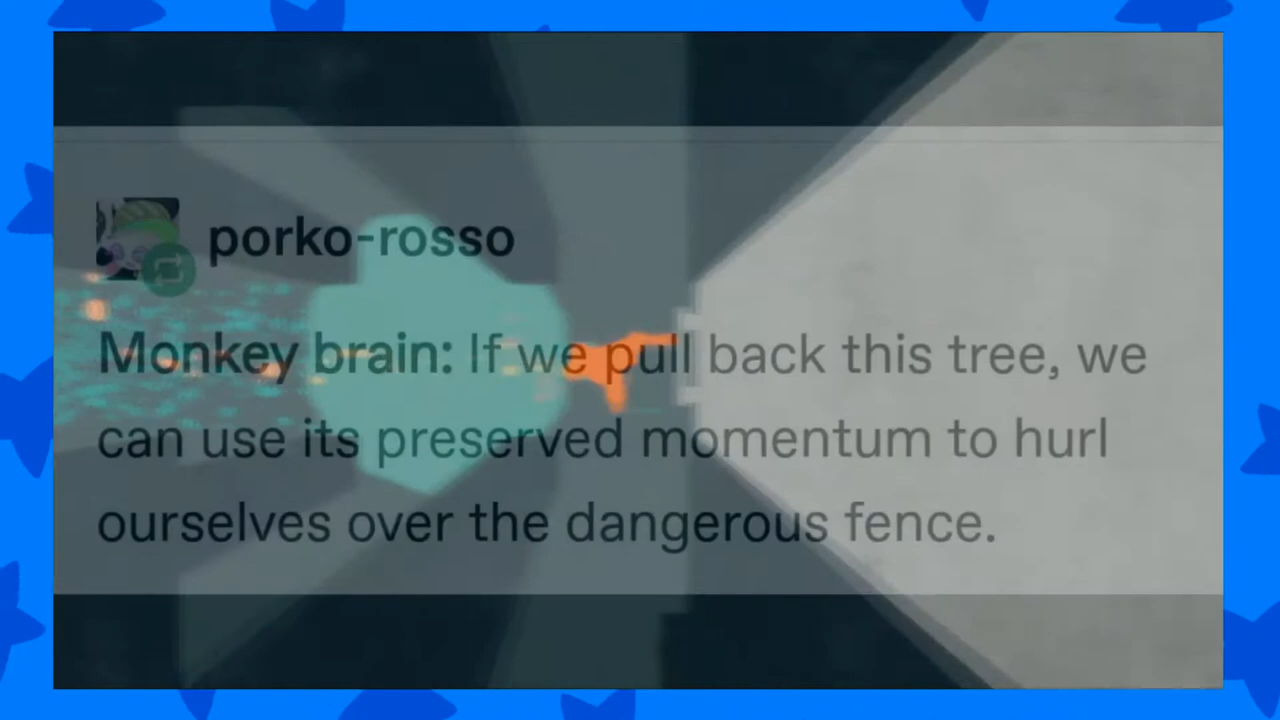 porko-rosso
Monkey brain: If we pull back this tree, we
can use its preserved momentum to hurl
ourselves over the dangerous fence.